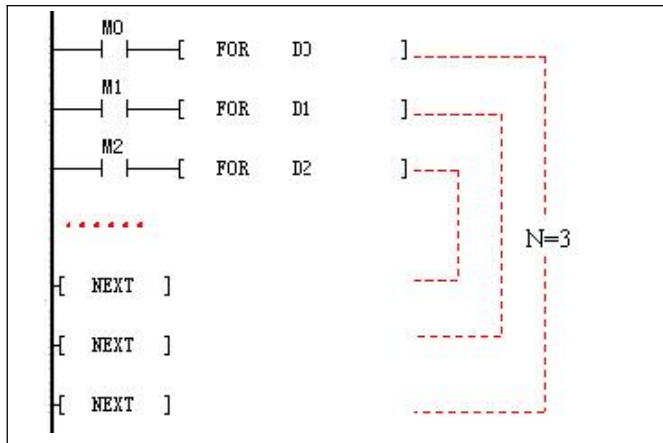 M0
[ FOR D0 ]
M1
[ FOR D1 ]
M2
[ FOR D2 ]
N=3
[ NEXT ]
[ NEXT ]
[ NEXT ]